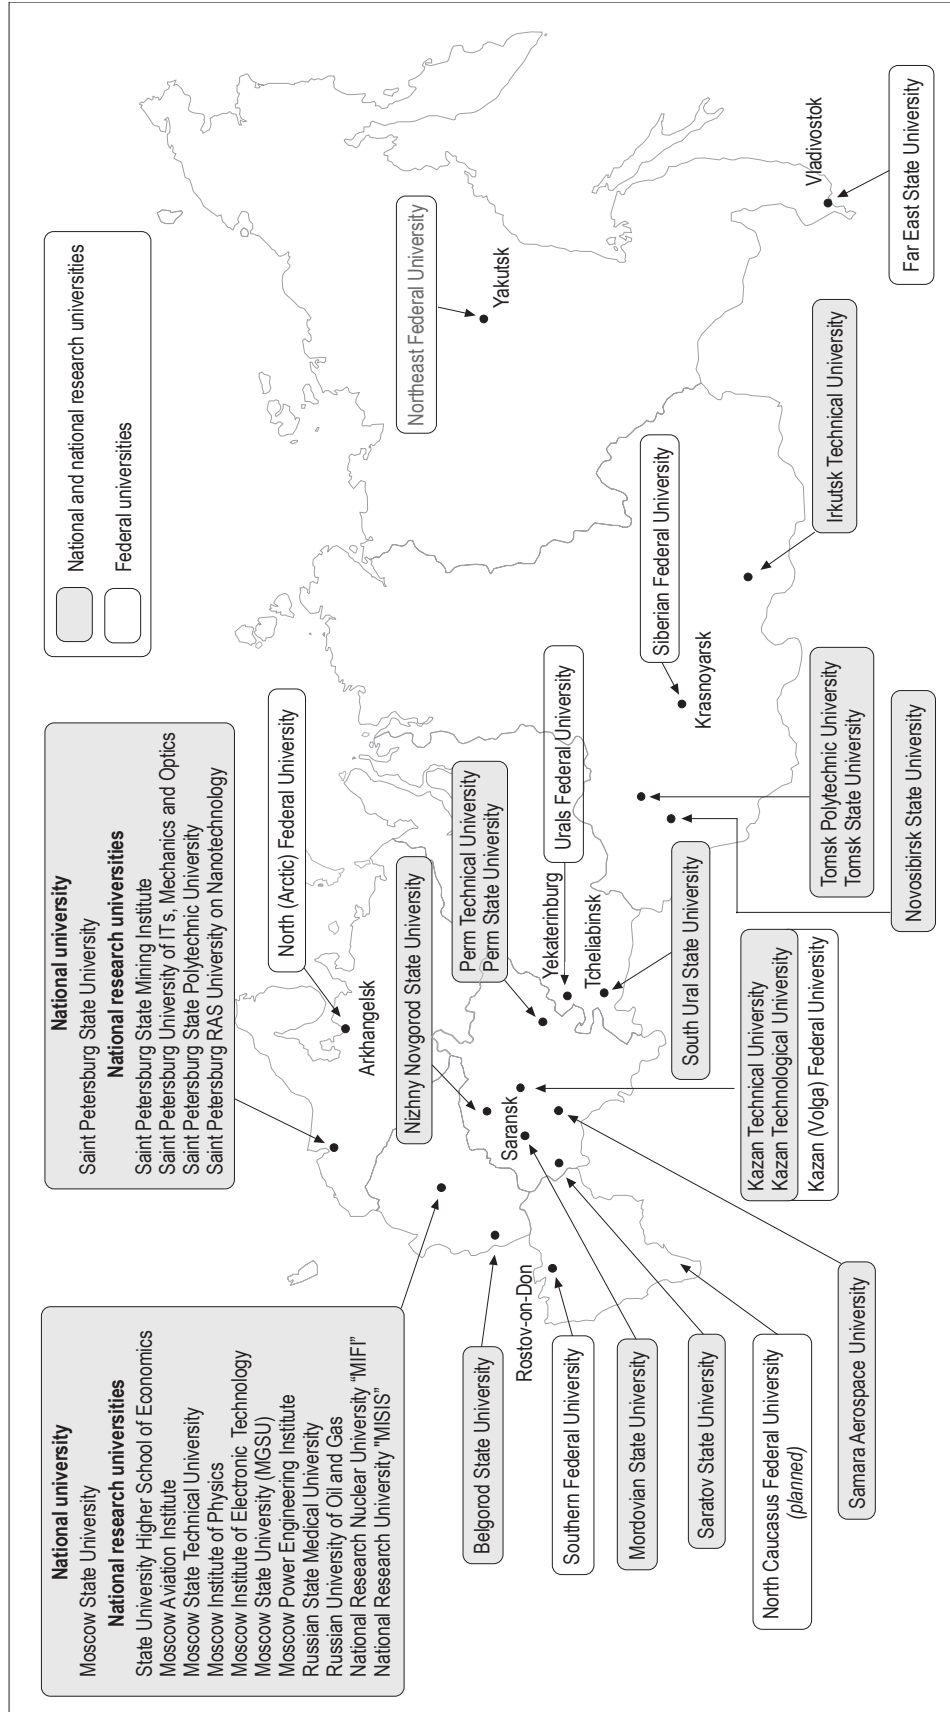 National university
Moscow State University
National research universities
State University Higher School of Economics
Moscow Aviation Institute
Moscow State Technical University
Moscow Institute of Physics
Moscow Institute of Electronic Technology
Moscow State University (MGSU)
Moscow Power Engineering Institute
Russian State Medical University
Russian University of Oil and Gas
National Research Nuclear University “MIFI”
National Research University "MISIS"
National university
Saint Petersburg State University
National research universities
Saint Petersburg State Mining Institute
Saint Petersburg University of ITs, Mechanics and Optics
Saint Petersburg State Polytechnic University
Saint Petersburg RAS University on Nanotechnology
National and national research universities
Federal universities
North (Arctic) Federal University
Arkhangelsk
Nizhny Novgorod State University
Perm Technical University
Perm State University
Urals Federal University
Yekaterinburg
Tcheliabinsk
Northeast Federal University
Yakutsk
Saransk
Belgorod State University
Rostov-on-Don
Southern Federal University
Mordovian State University
Saratov State University
North Caucasus Federal University
(planned)
Samara Aerospace University
South Ural State University
Kazan Technical University
Kazan Technological University
Kazan (Volga) Federal University
Siberian Federal University
Krasnoyarsk
Tomsk Polytechnic University
Tomsk State University
Novosibirsk State University
Irkutsk Technical University
Vladivostok
Far East State University